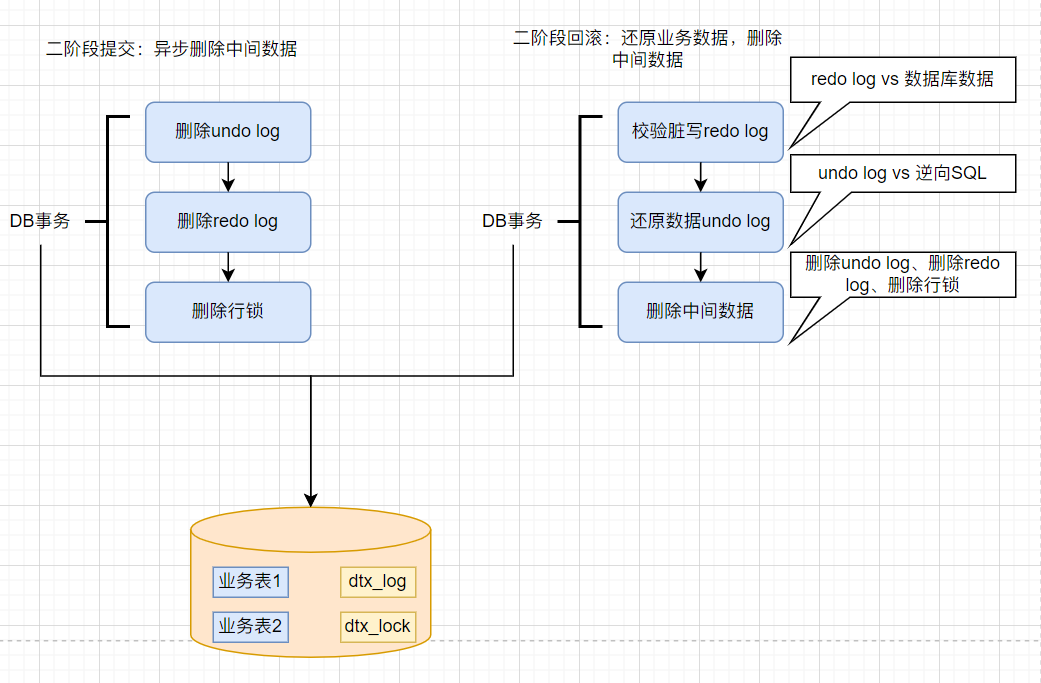 二阶段提交：异步删除中间数据
二阶段回滚：还原业务数据，删除
中间数据
redo log vs 数据库数据
删除undo log
校验脏写redo log
undo log vs 逆向SQL
DB事务
删除redo log
DB事务
还原数据undo log
删除undo log、删除redo
log、删除行锁
删除行锁
删除中间数据
业务表1
dtx_log
业务表2
dtx_lock